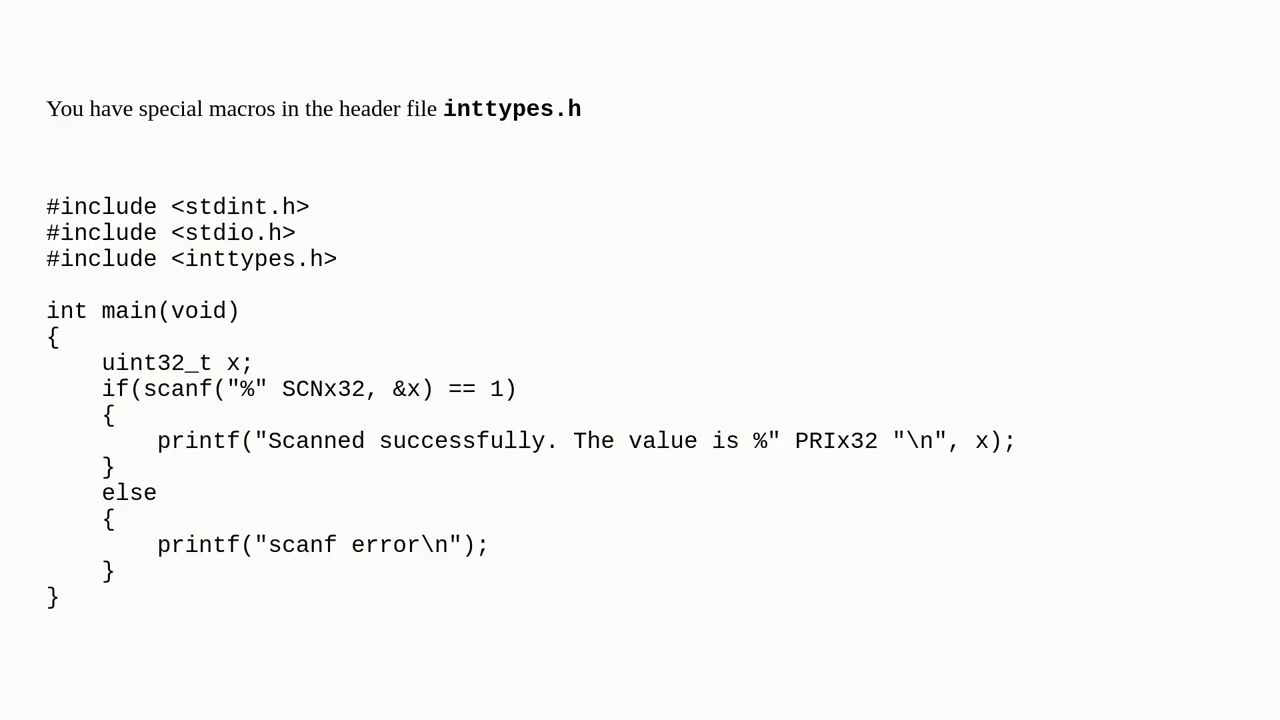 You have special macros in the header file inttypes.h
#include <stdint.h>
#include <stdio.h>
#include <inttypes.h>
int main(void)
{
    uint32_t x;
    if(scanf("%" SCNx32, &x) == 1)
    {
        printf("Scanned successfully. The value is %" PRIx32 "\n", x);
    }
    else
    {
        printf("scanf error\n");
    }
}